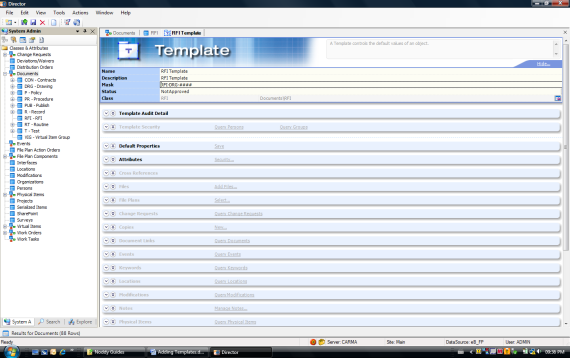 Director
File Edit View Tools Actions Window Help
System Admin
Documents RFI RFI Template
Classes & Attributes
Change Requests
Deviations/Waivers
Distribution Orders
Documents
CON - Contracts
DRG - Drawing
P - Policy
PR - Procedure
PUB - Publish
R - Record
RFI - RFI
RT - Routine
T - Test
VIG - Virtual Item Group
Events
File Plan Action Orders
File Plan Components
Interfaces
Locations
Modifications
Organizations
Persons
Physical Items
Projects
Serialized Items
SharePoint
Surveys
Virtual Items
Work Orders
Work Tasks
Template
A Template controls the default values of an object.
Hide...
Name RFI Template
Description RFI Template
Mask RFI-ORG-####
Status NotApproved
Class RFI Documents\RFI
Template Audit Detail
Template Security Query Persons Query Groups
Default Properties Save
Attributes Specify...
Cross References
Files Add Files...
File Plans Select...
Change Requests Query Change Requests
Copies New...
Document Links Query Documents
Events Query Events
Keywords Query Keywords
Locations Query Locations
Modifications Query Modifications
Notes Manage Notes...
Physical Items Query Physical Items
System A Search Explore
Results for Documents (88 Rows)
Ready Server: CARMA Site: Main DataSource: eB_FP User: ADMIN
Noddy Guides Adding Templates.d... Director 09:38 PM